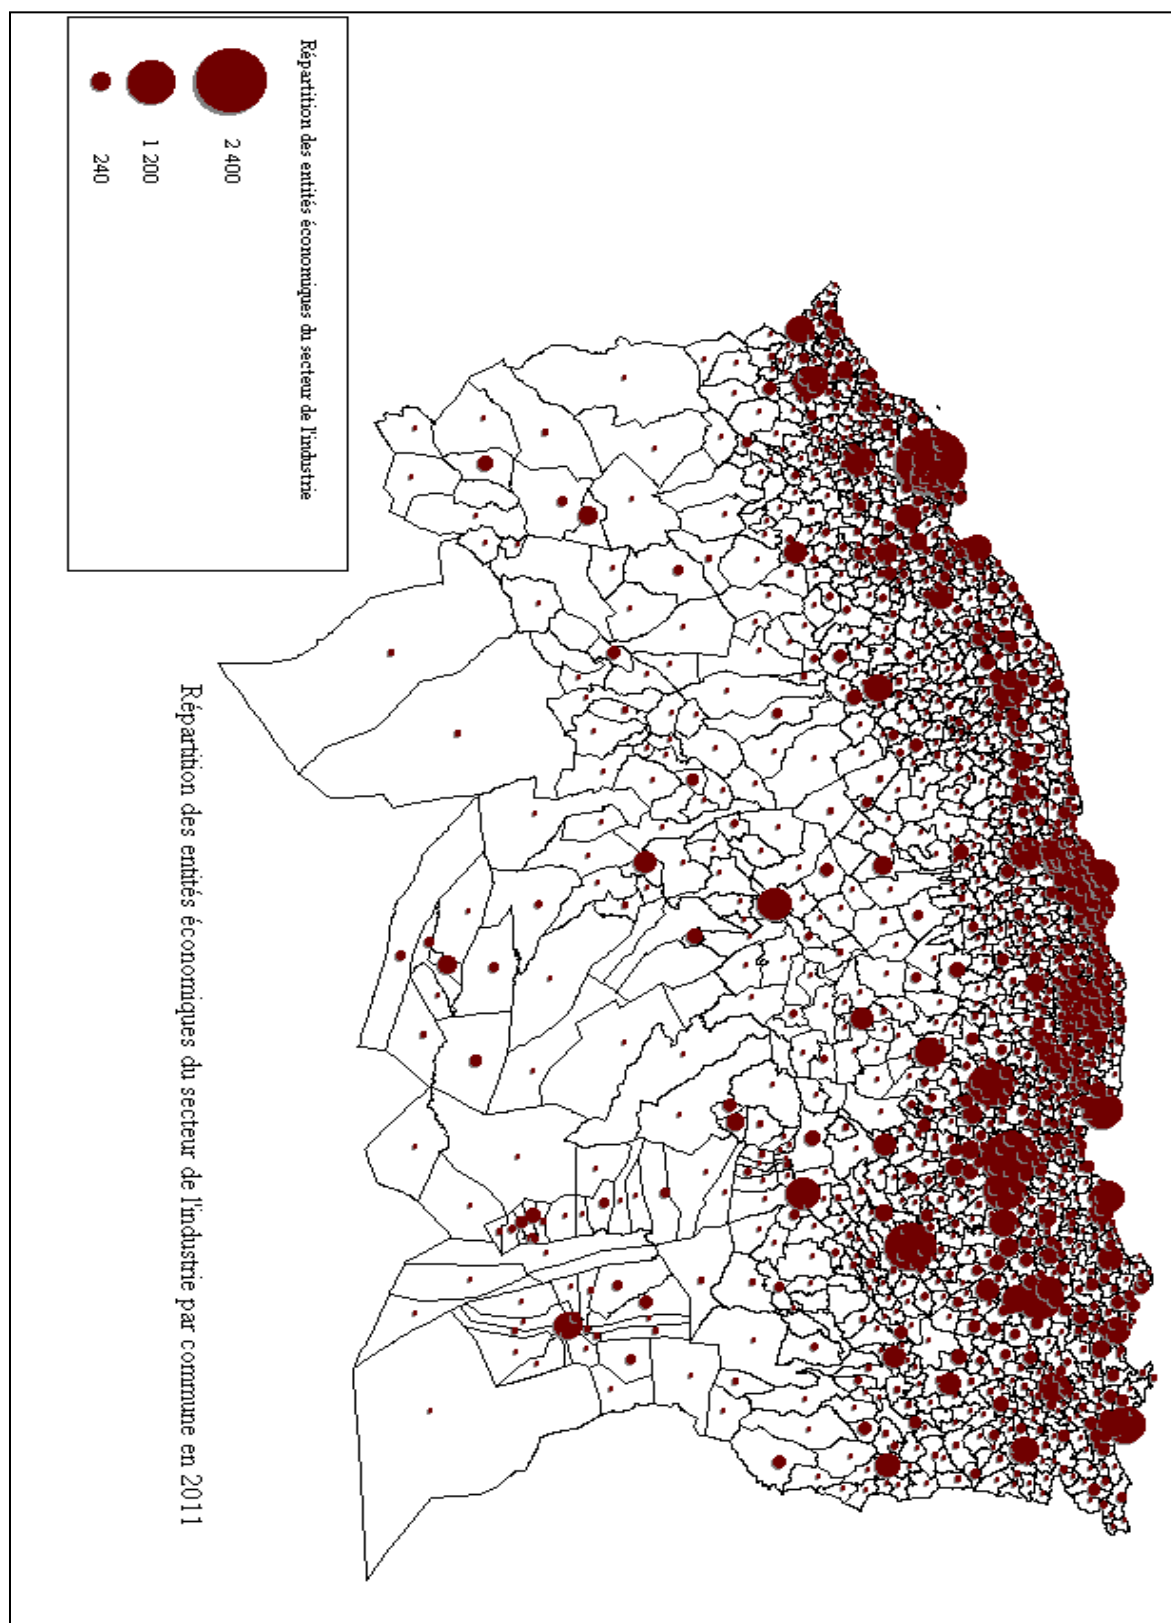 Répartition des entités économiques du secteur de l'industrie
2 400
1 200
240
Répartition des entités économiques du secteur de l'industrie par commune en 2011